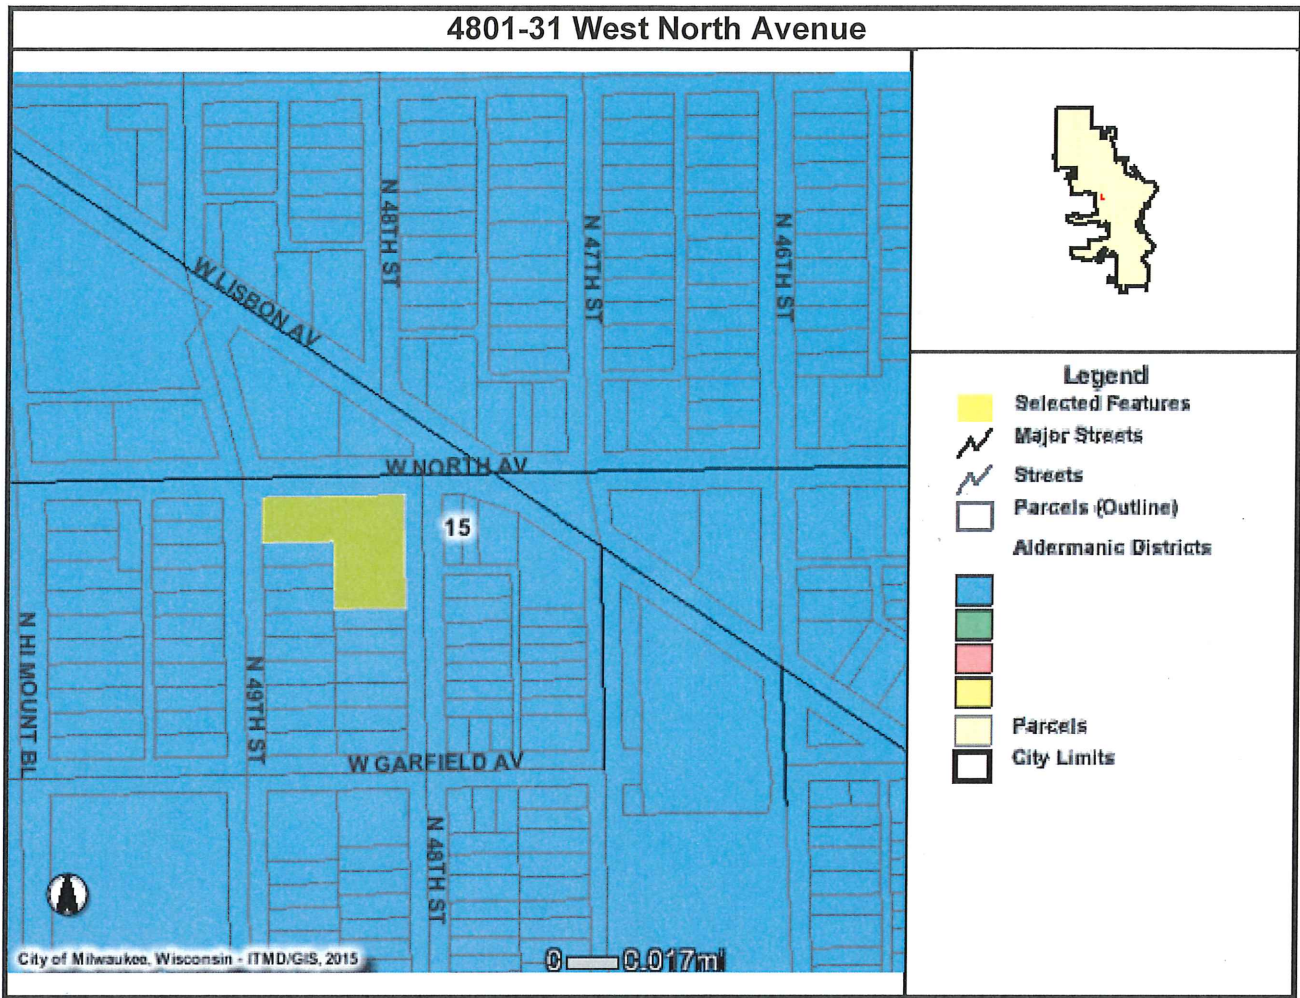 4801-31 West North Avenue
N 48TH ST
N 47TH ST
N 46TH ST
W LISBON AV
W NORTH AV
15
N HI MOUNT BL
N 49TH ST
W GARFIELD AV
N 48TH ST
City of Milwaukee, Wisconsin - ITMD/GIS, 2015
0 0.017mi
Legend
Selected Features
Major Streets
Streets
Parcels (Outline)
Aldermanic Districts
Parcels
City Limits